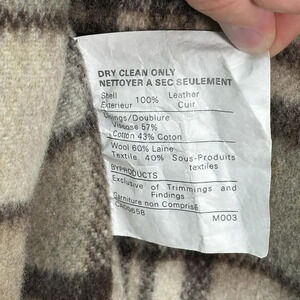 DRY CLEAN ONLY
NETTOYER A SEC SEULEMENT
Shell 100% Leather
Exterieur Cuir
Linings/Doublure
Viscose 57%
Cotton 43% Coton
Wool 60% Laine
Textile 40% Sous-Produits
textiles
BYPRODUCTS
Exclusive of Trimmings and
Findings
Garniture non Comprise
M003